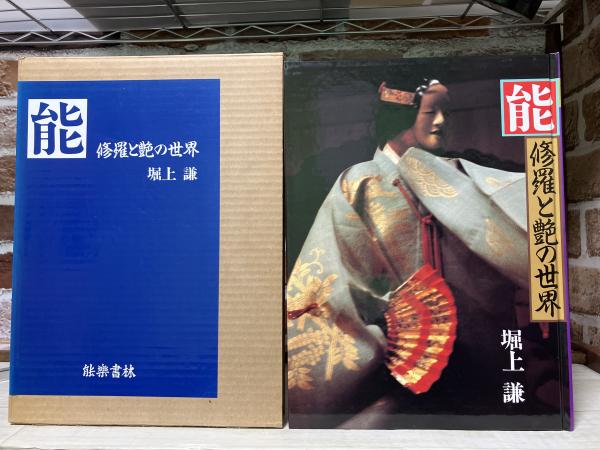 能
修羅と艶の世界
堀上 謙
能樂書林
能
修羅と艶の世界
堀上 謙